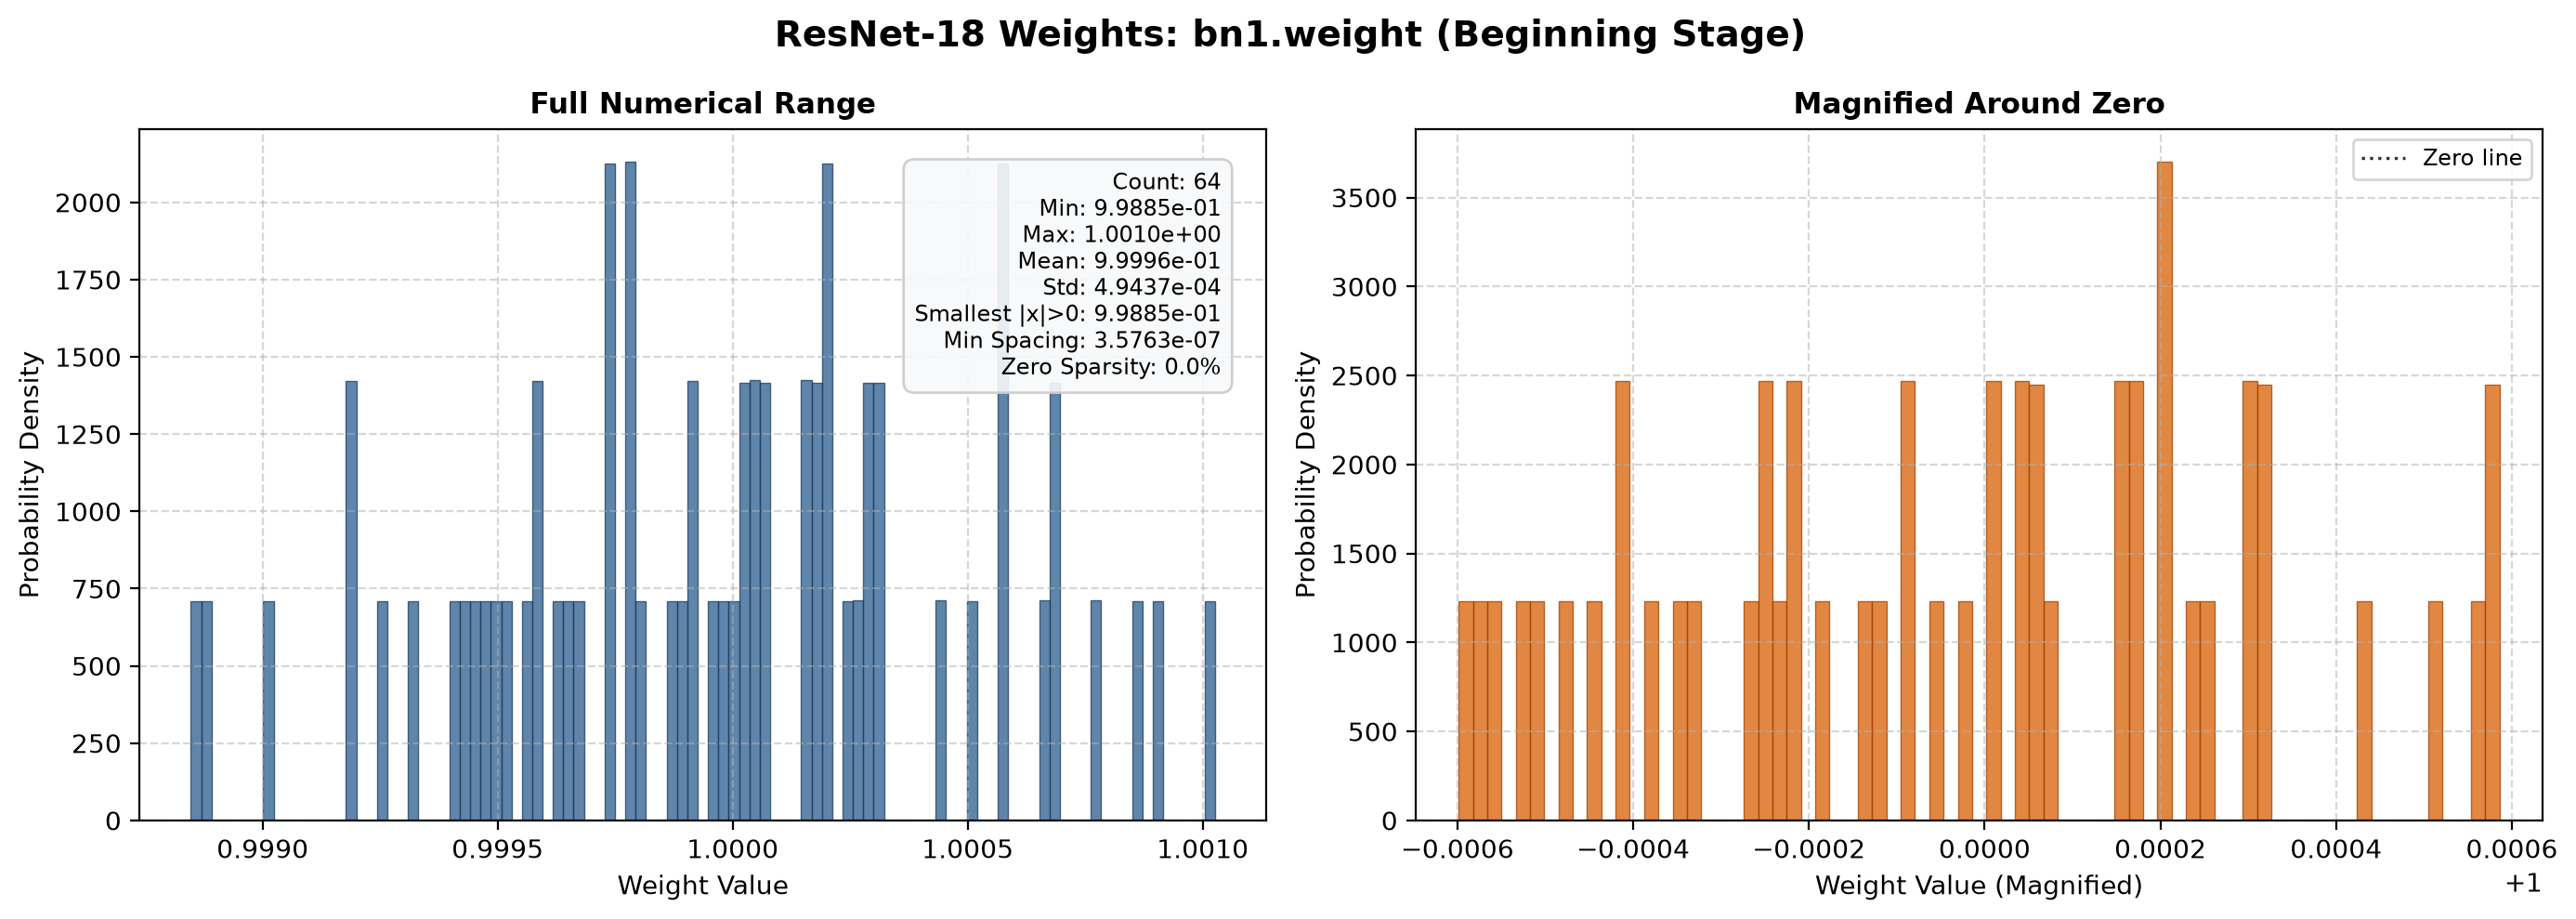 ResNet-18 Weights: bn1.weight (Beginning Stage)
Full Numerical Range
Probability Density
2000
1750
1500
1250
1000
750
500
250
0
Count: 64
Min: 9.9885e-01
Max: 1.0010e+00
Mean: 9.9996e-01
Std: 4.9437e-04
Smallest |x|>0: 9.9885e-01
Min Spacing: 3.5763e-07
Zero Sparsity: 0.0%
0.9990 0.9995 1.0000 1.0005 1.0010
Weight Value
Magnified Around Zero
Probability Density
3500
3000
2500
2000
1500
1000
500
0
Zero line
−0.0006 −0.0004 −0.0002 0.0000 0.0002 0.0004 0.0006
+1
Weight Value (Magnified)